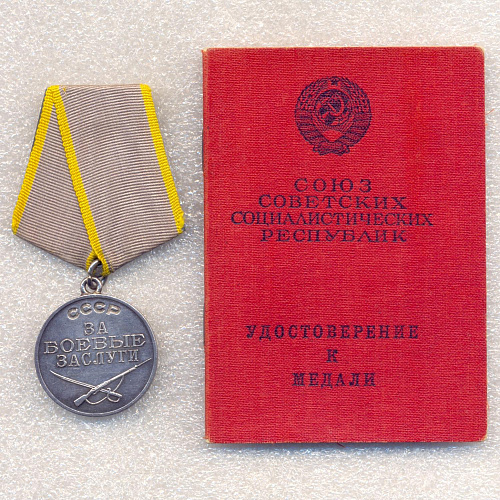 СССР
ЗА
БОЕВЫЕ
ЗАСЛУГИ
СОЮЗ
СОВЕТСКИХ
СОЦИАЛИСТИЧЕСКИХ
РЕСПУБЛИК
УДОСТОВЕРЕНИЕ
К
МЕДАЛИ